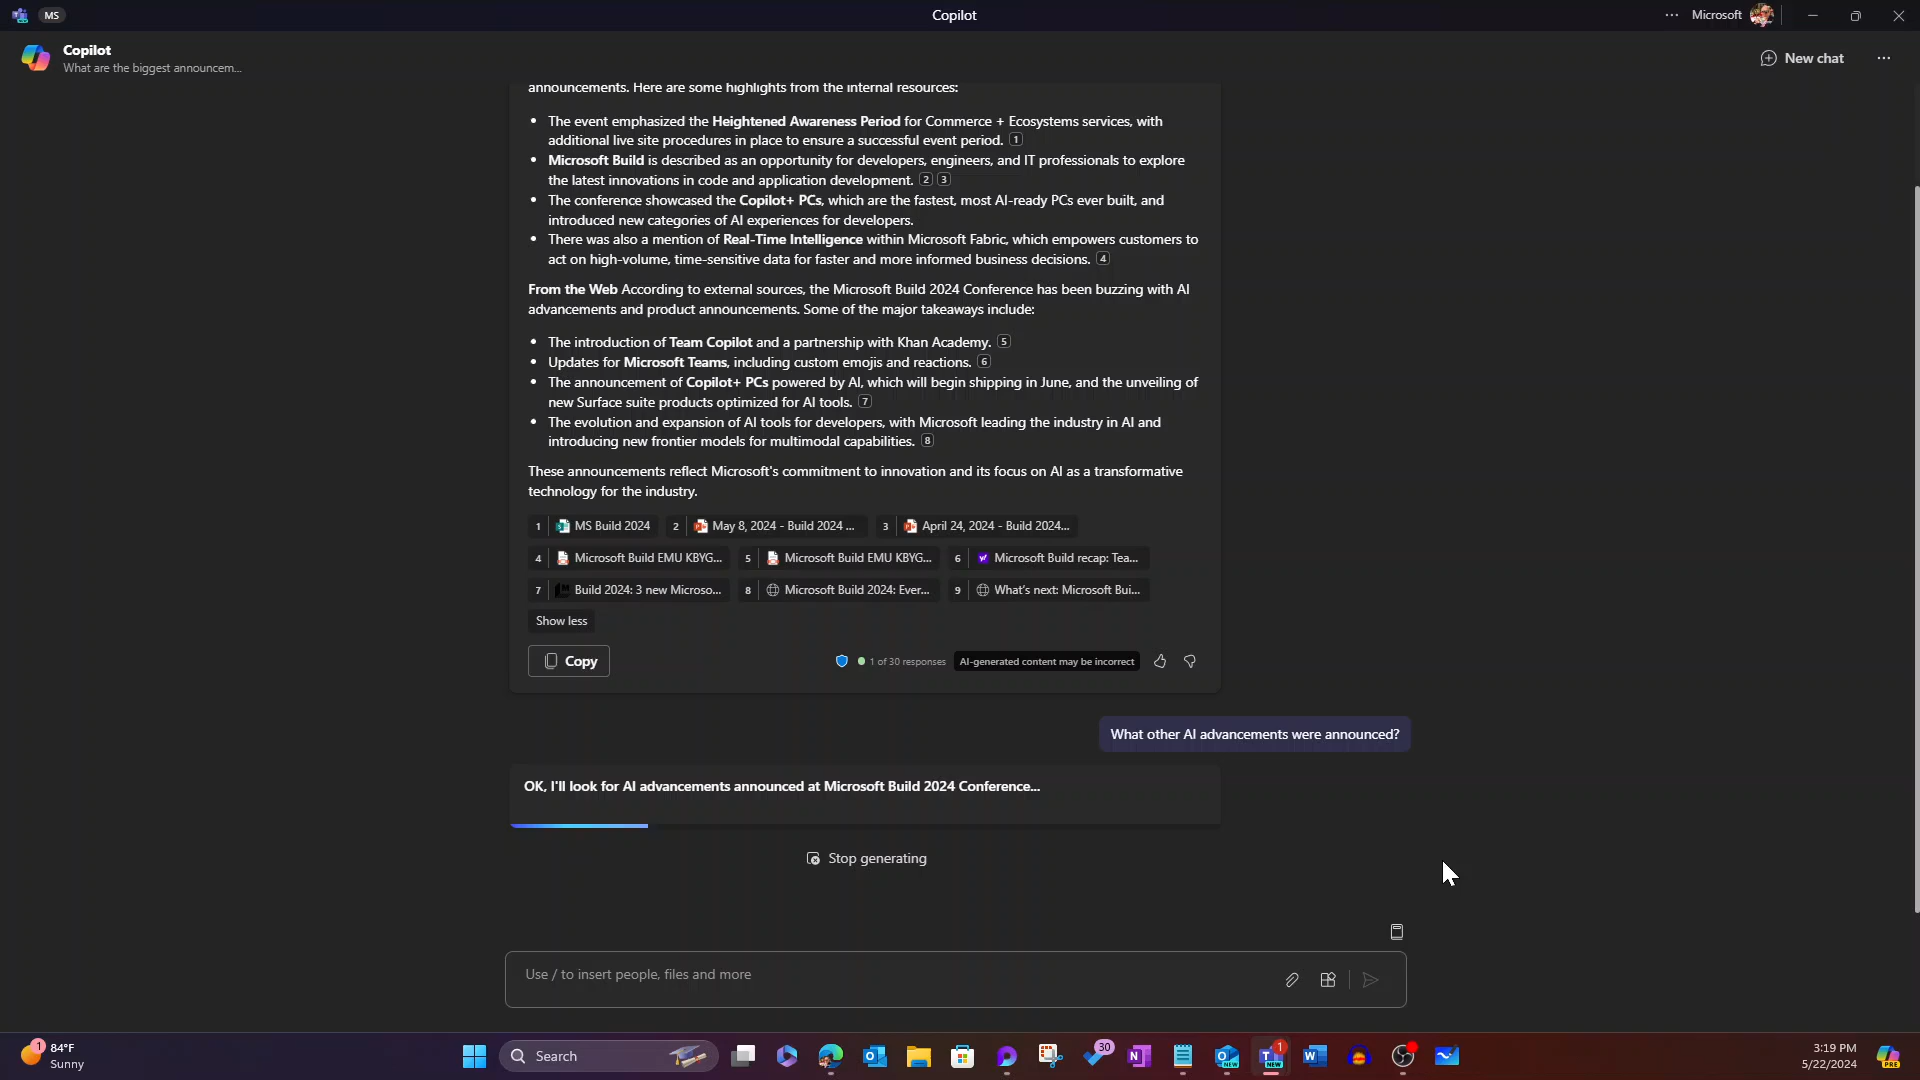 MS
Copilot
Microsoft
Copilot
What are the biggest announcem...
New chat
announcements. Here are some highlights from the internal resources:
• The event emphasized the Heightened Awareness Period for Commerce + Ecosystems services, with
additional live site procedures in place to ensure a successful event period. 1
• Microsoft Build is described as an opportunity for developers, engineers, and IT professionals to explore
the latest innovations in code and application development. 2 3
• The conference showcased the Copilot+ PCs, which are the fastest, most AI-ready PCs ever built, and
introduced new categories of AI experiences for developers.
• There was also a mention of Real-Time Intelligence within Microsoft Fabric, which empowers customers to
act on high-volume, time-sensitive data for faster and more informed business decisions. 4
From the Web According to external sources, the Microsoft Build 2024 Conference has been buzzing with AI
advancements and product announcements. Some of the major takeaways include:
• The introduction of Team Copilot and a partnership with Khan Academy. 5
• Updates for Microsoft Teams, including custom emojis and reactions. 6
• The announcement of Copilot+ PCs powered by AI, which will begin shipping in June, and the unveiling of
new Surface suite products optimized for AI tools. 7
• The evolution and expansion of AI tools for developers, with Microsoft leading the industry in AI and
introducing new frontier models for multimodal capabilities. 8
These announcements reflect Microsoft's commitment to innovation and its focus on AI as a transformative
technology for the industry.
1 MS Build 2024 2 May 8, 2024 - Build 2024 ... 3 April 24, 2024 - Build 2024...
4 Microsoft Build EMU KBYG... 5 Microsoft Build EMU KBYG... 6 Microsoft Build recap: Tea...
7 Build 2024: 3 new Microso... 8 Microsoft Build 2024: Ever... 9 What's next: Microsoft Bui...
Show less
Copy
1 of 30 responses
AI-generated content may be incorrect
What other AI advancements were announced?
OK, I'll look for AI advancements announced at Microsoft Build 2024 Conference...
Stop generating
Use / to insert people, files and more
1
84°F
Sunny
Search
30
N
NEW
T
1
NEW
W
3:19 PM
5/22/2024
PRE